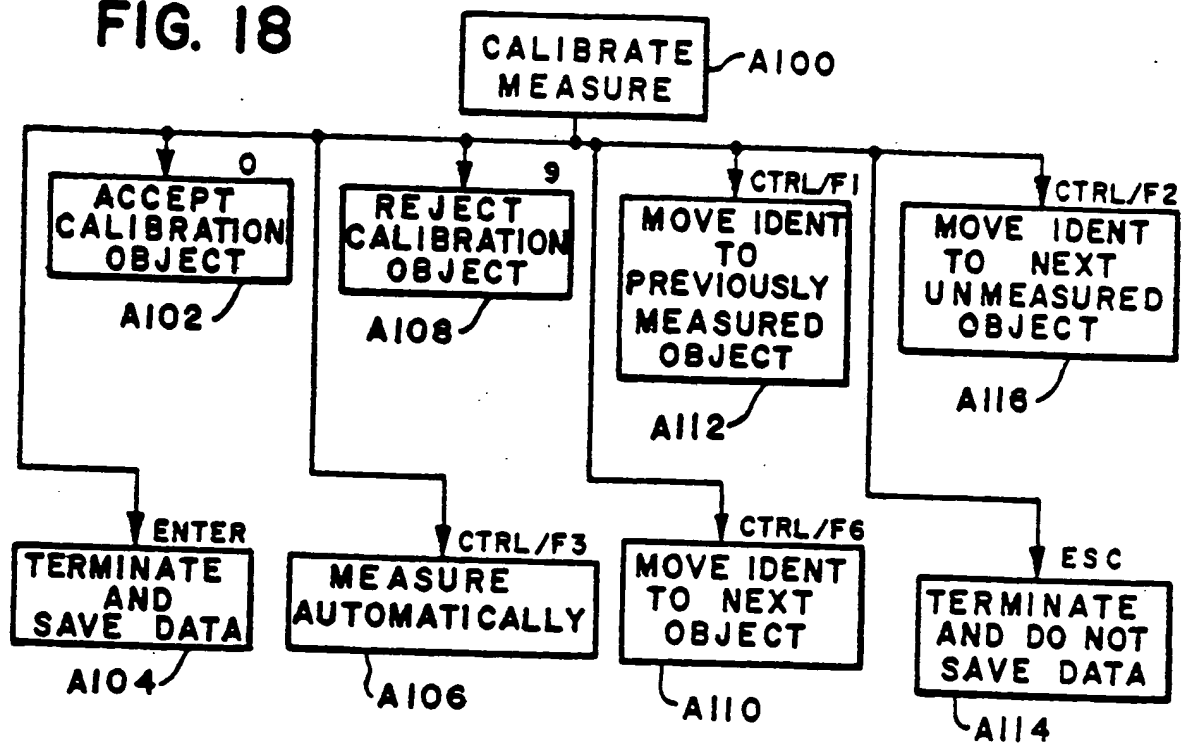 FIG. 18
CALIBRATE
MEASURE
A100
0
ACCEPT
CALIBRATION
OBJECT
A102
9
REJECT
CALIBRATION
OBJECT
A108
CTRL/F1
MOVE IDENT
TO
PREVIOUSLY
MEASURED
OBJECT
A112
CTRL/F2
MOVE IDENT
TO NEXT
UNMEASURED
OBJECT
A116
ENTER
TERMINATE
AND
SAVE DATA
A104
CTRL/F3
MEASURE
AUTOMATICALLY
A106
CTRL/F6
MOVE IDENT
TO NEXT
OBJECT
A110
ESC
TERMINATE
AND DO NOT
SAVE DATA
A114